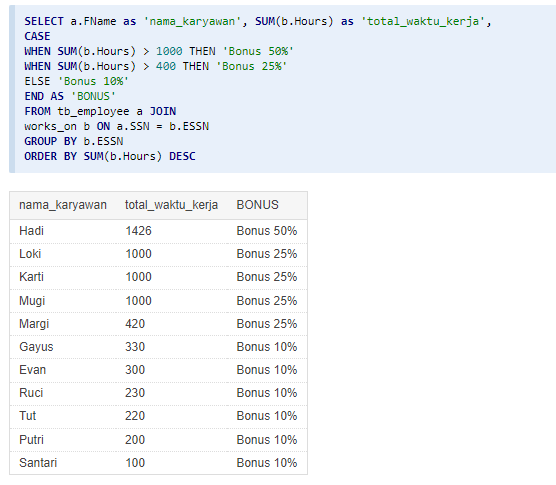 SELECT a.FName as 'nama_karyawan', SUM(b.Hours) as 'total_waktu_kerja',
CASE
WHEN SUM(b.Hours) > 1000 THEN 'Bonus 50%'
WHEN SUM(b.Hours) > 400 THEN 'Bonus 25%'
ELSE 'Bonus 10%'
END AS 'BONUS'
FROM tb_employee a JOIN
works_on b ON a.SSN = b.ESSN
GROUP BY b.ESSN
ORDER BY SUM(b.Hours) DESC
nama_karyawan total_waktu_kerja BONUS
Hadi 1426 Bonus 50%
Loki 1000 Bonus 25%
Karti 1000 Bonus 25%
Mugi 1000 Bonus 25%
Margi 420 Bonus 25%
Gayus 330 Bonus 10%
Evan 300 Bonus 10%
Ruci 230 Bonus 10%
Tut 220 Bonus 10%
Putri 200 Bonus 10%
Santari 100 Bonus 10%